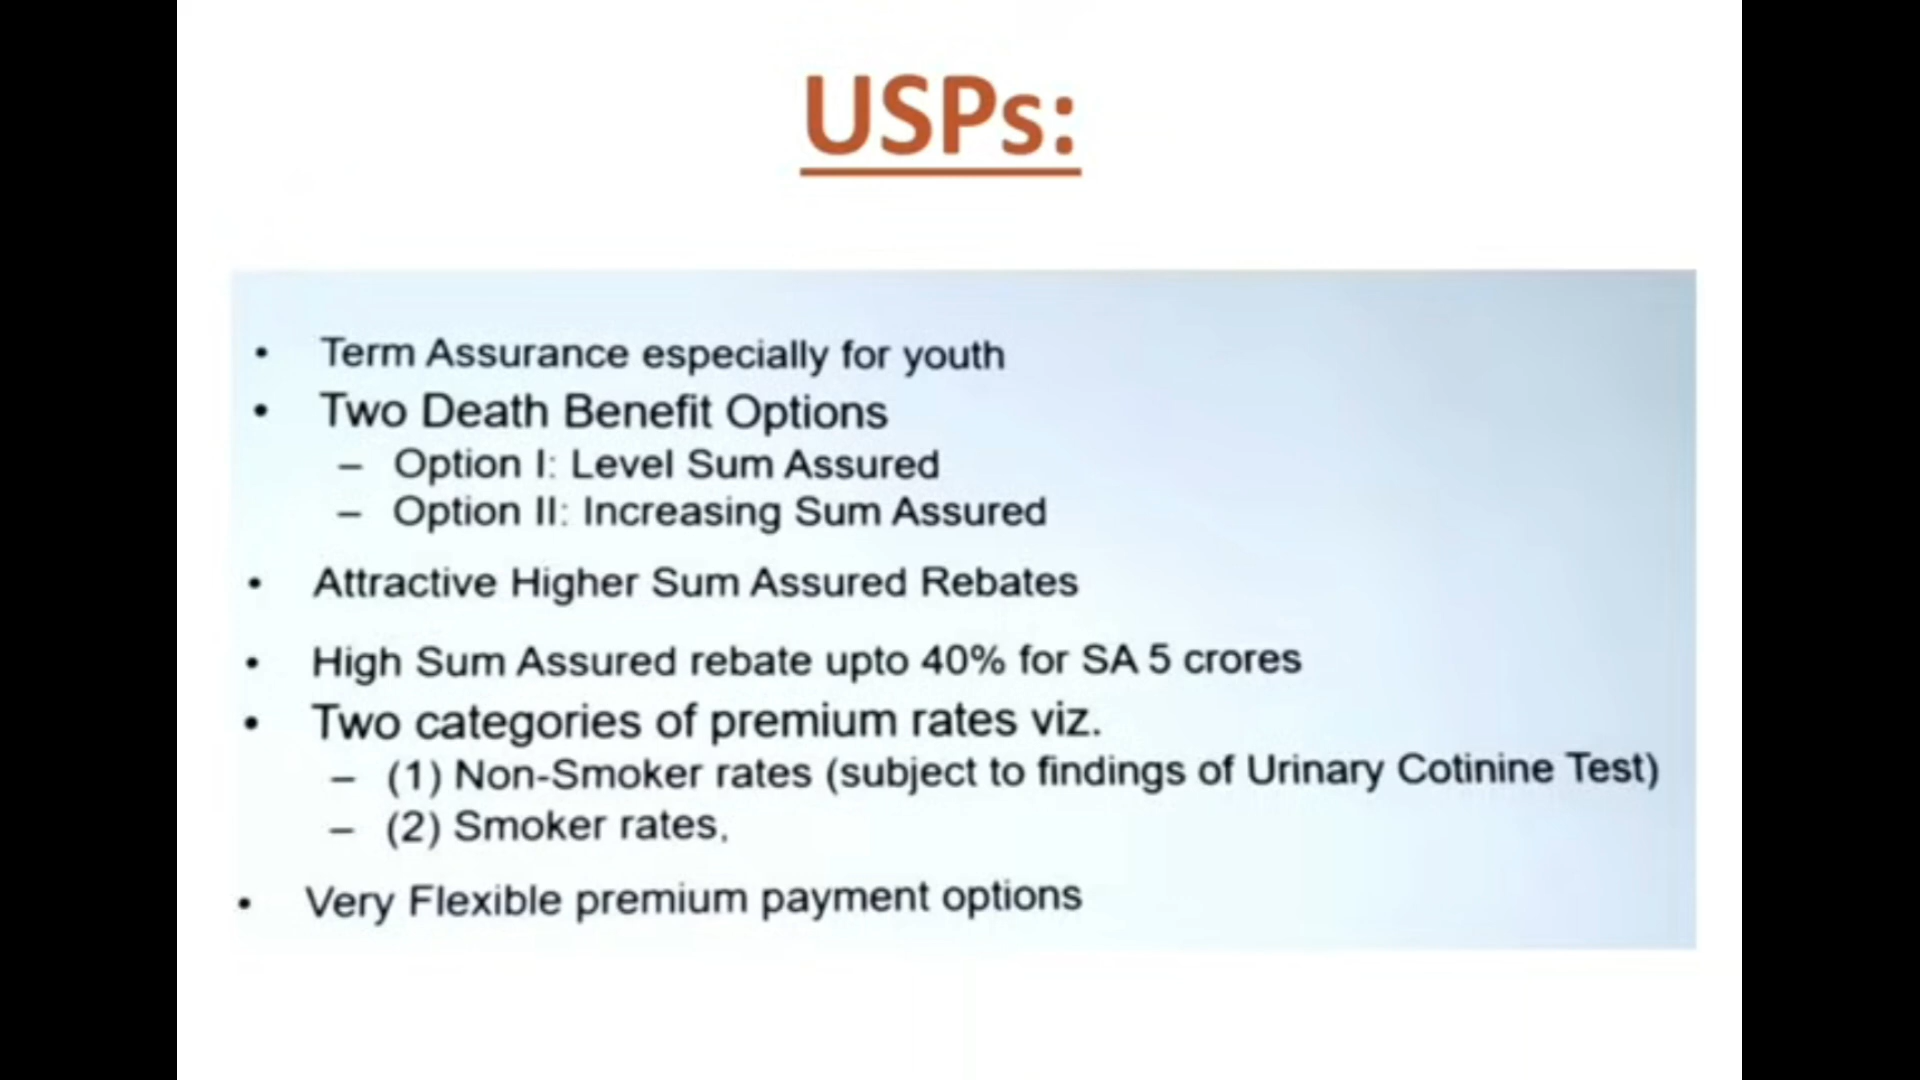 USPs:
• Term Assurance especially for youth
• Two Death Benefit Options
– Option I: Level Sum Assured
– Option II: Increasing Sum Assured
• Attractive Higher Sum Assured Rebates
• High Sum Assured rebate upto 40% for SA 5 crores
• Two categories of premium rates viz.
– (1) Non-Smoker rates (subject to findings of Urinary Cotinine Test)
– (2) Smoker rates,
• Very Flexible premium payment options